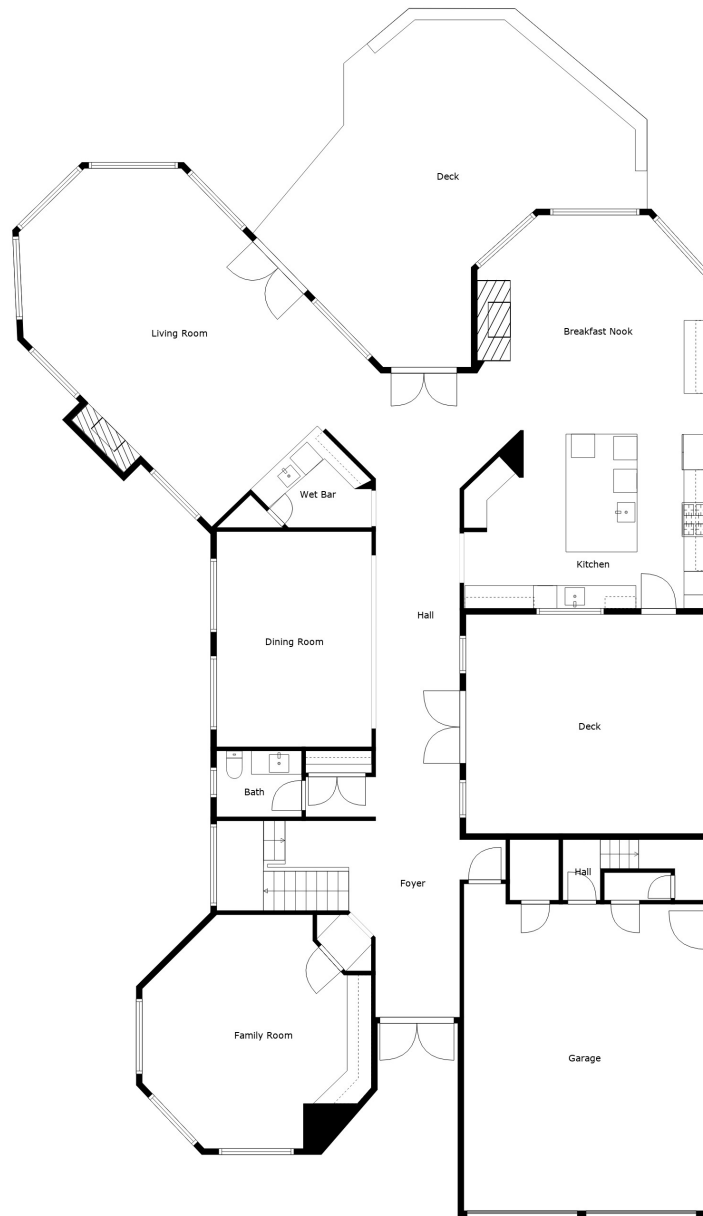 Deck
Living Room
Breakfast Nook
Wet Bar
Kitchen
Hall
Dining Room
Deck
Bath
Hall
Foyer
Family Room
Garage